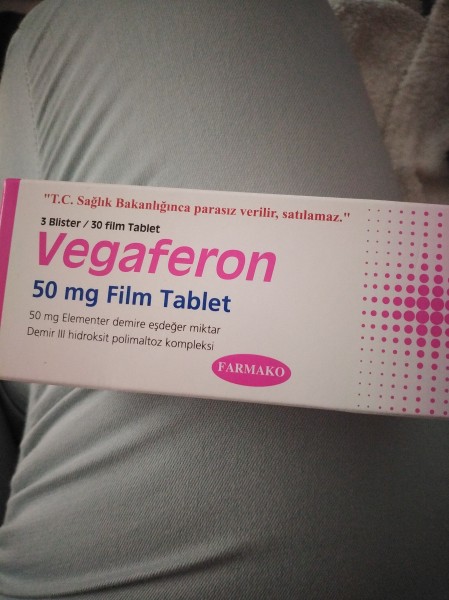 "T.C. Sağlık Bakanlığınca parasız verilir, satılamaz."
3 Blister / 30 film Tablet
Vegaferon
50 mg Film Tablet
50 mg Elementer demire eşdeğer miktar
Demir III hidroksit polimaltoz kompleksi
FARMAKO